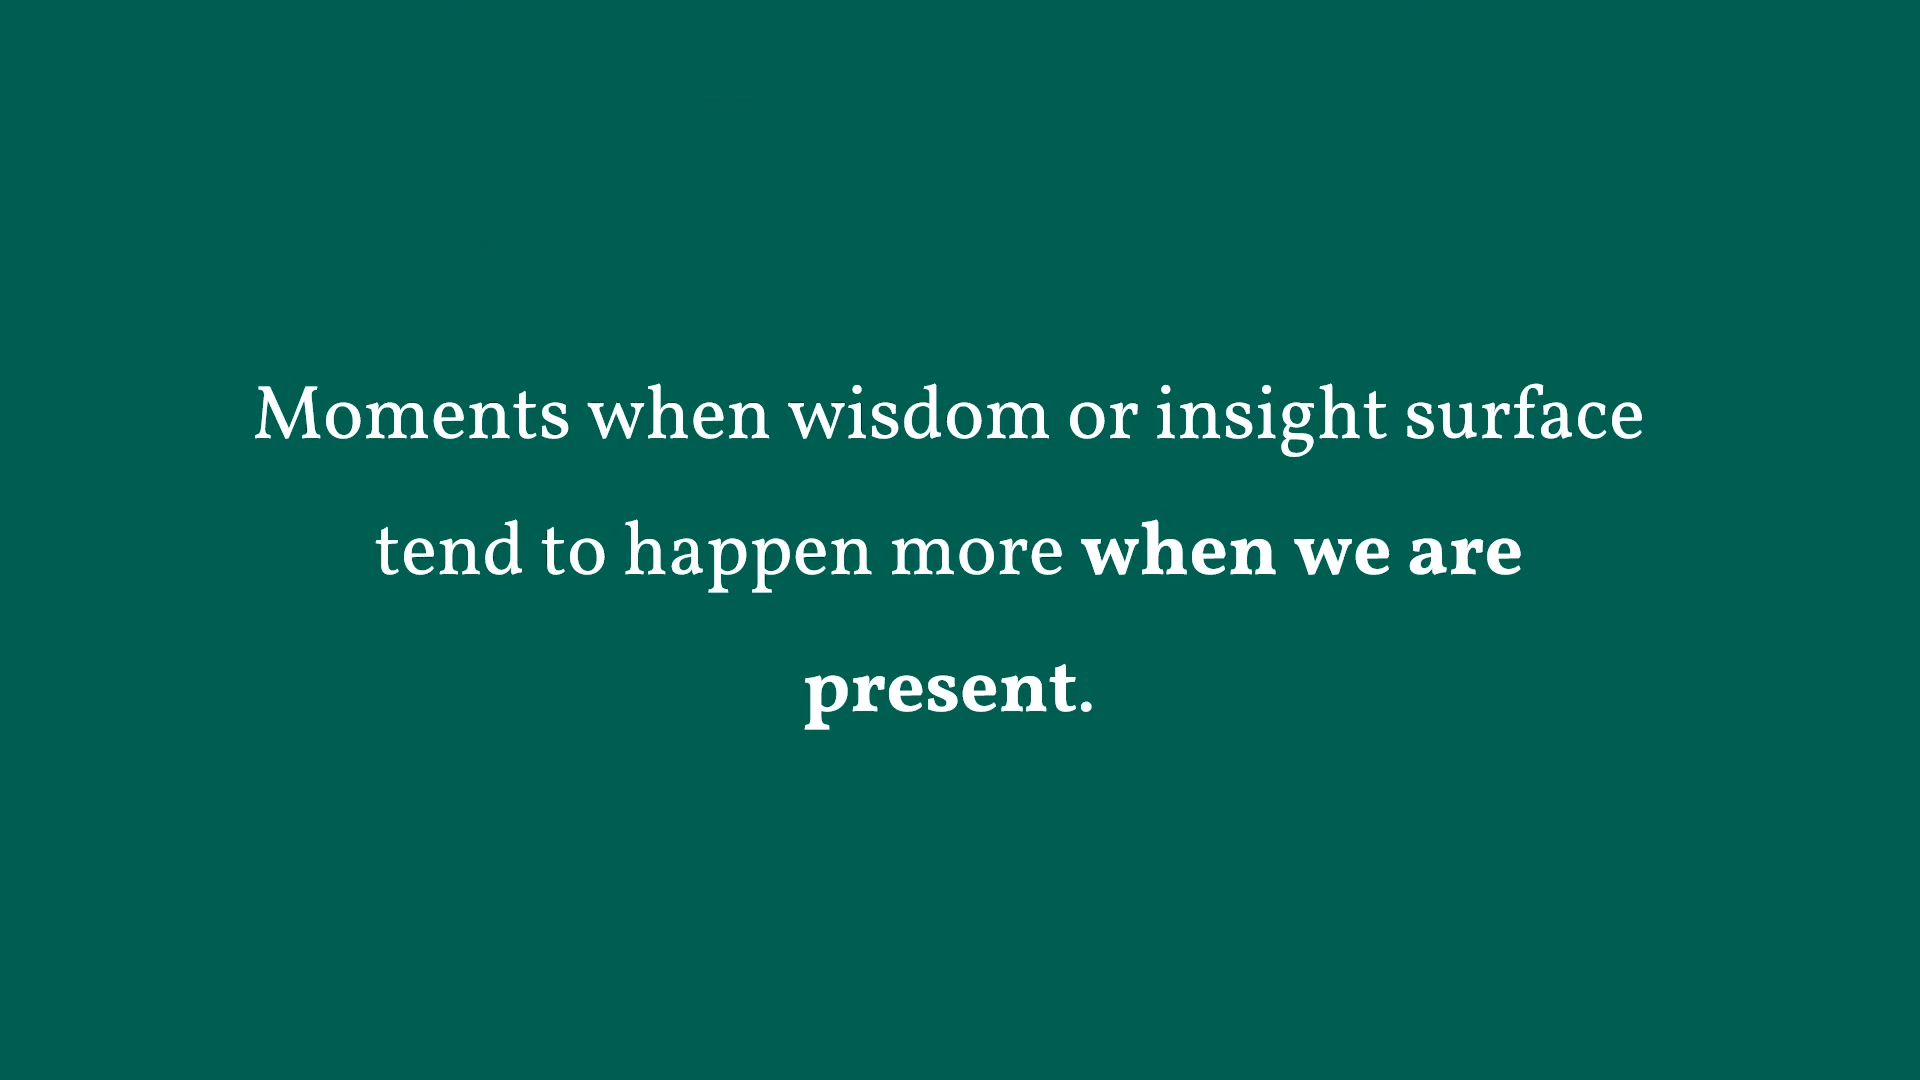 Moments when wisdom or insight surface
tend to happen more when we are
present.